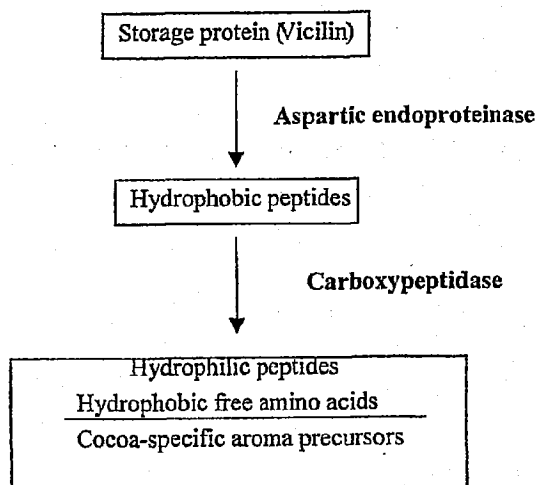 Storage protein (Vicilin)
Aspartic endoproteinase
Hydrophobic peptides
Carboxypeptidase
Hydrophilic peptides
Hydrophobic free amino acids
Cocoa-specific aroma precursors